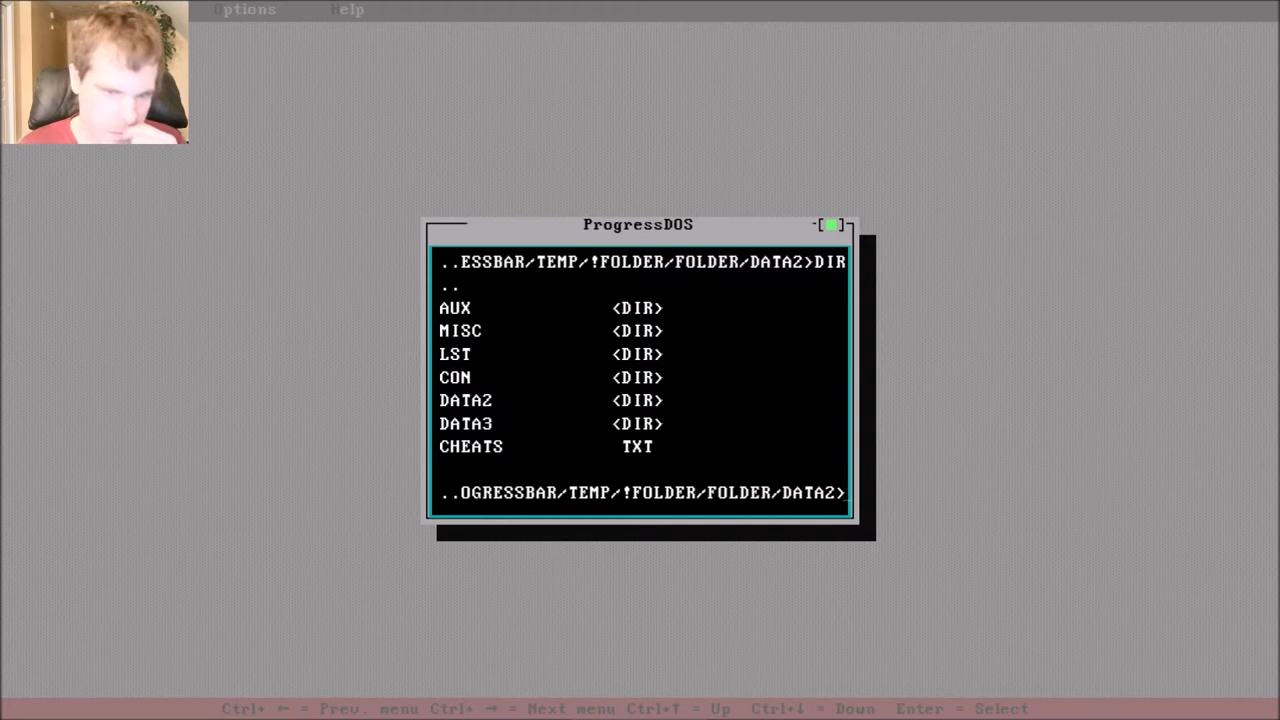 Options Help
ProgressDOS
..ESSBAR/TEMP/!FOLDER/FOLDER/DATA2>DIR
..
AUX <DIR>
MISC <DIR>
LST <DIR>
CON <DIR>
DATA2 <DIR>
DATA3 <DIR>
CHEATS TXT
..OGRESSBAR/TEMP/!FOLDER/FOLDER/DATA2>_
Ctrl+ ← = Prev. menu Ctrl+ → = Next menu Ctrl+↑ = Up Ctrl+↓ = Down Enter = Select